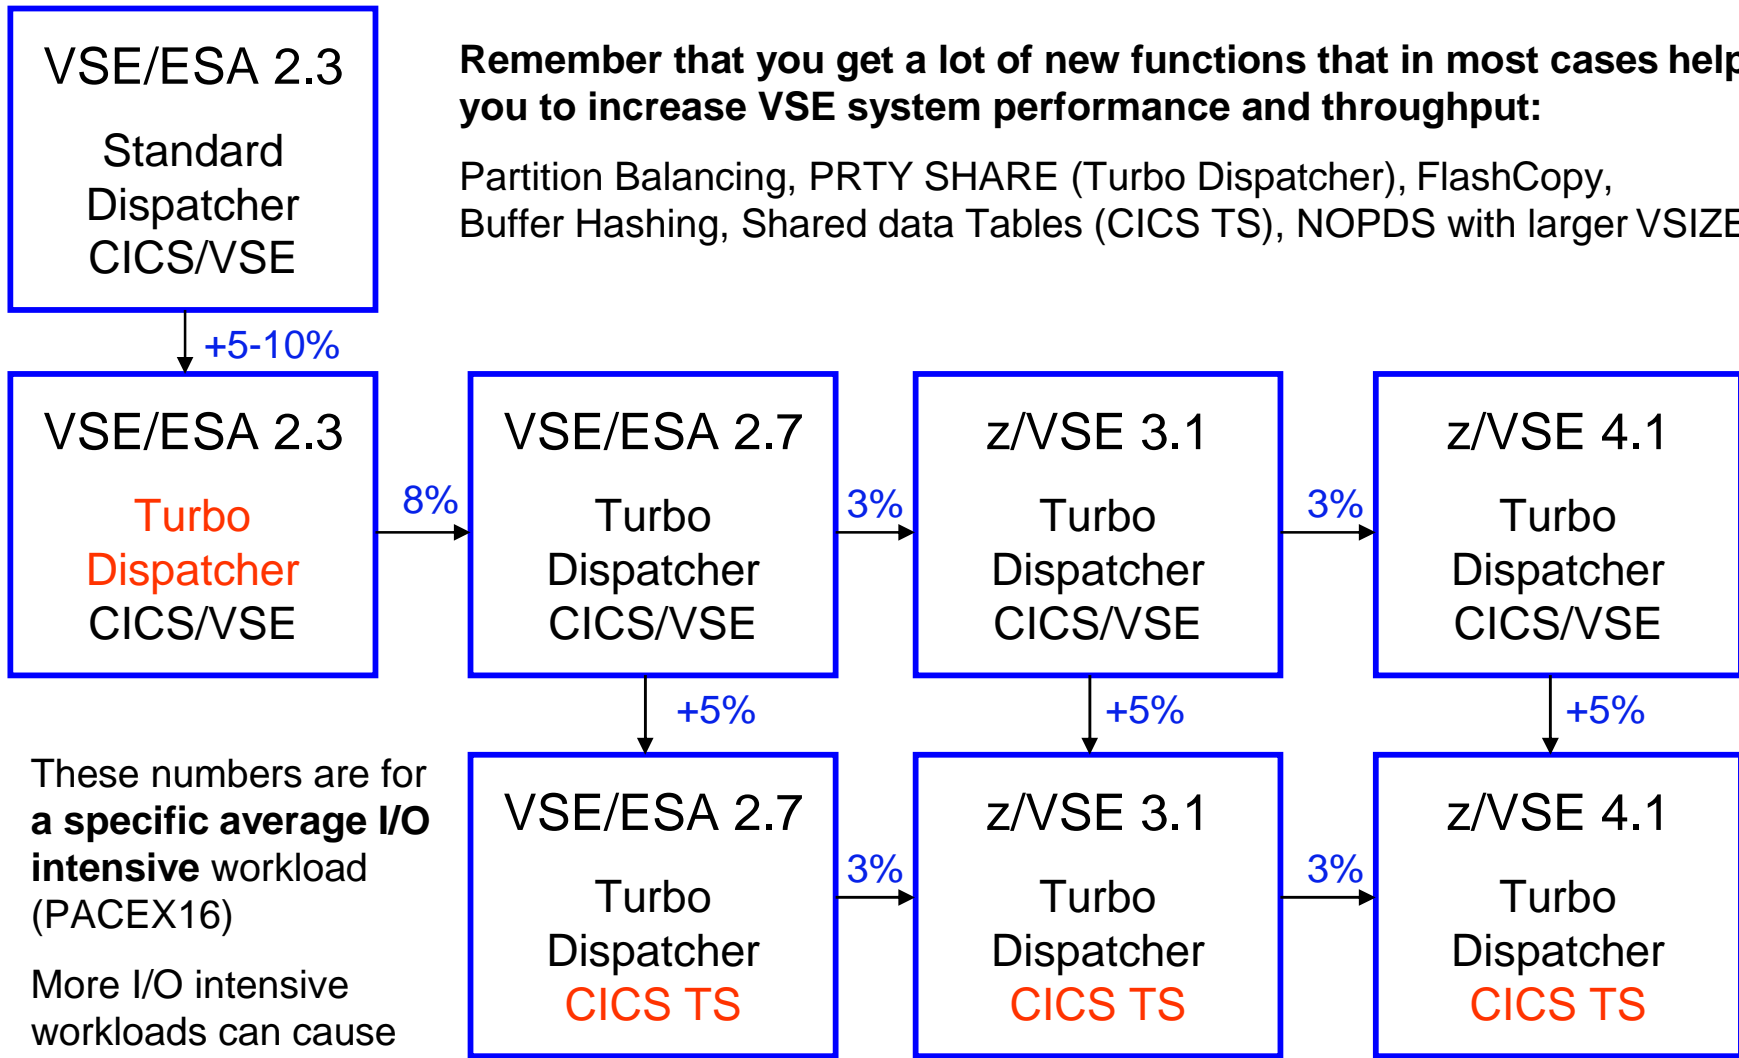 VSE/ESA 2.3
Standard
Dispatcher
CICS/VSE
Remember that you get a lot of new functions that in most cases help
you to increase VSE system performance and throughput:
Partition Balancing, PRTY SHARE (Turbo Dispatcher), FlashCopy,
Buffer Hashing, Shared data Tables (CICS TS), NOPDS with larger VSIZE
+5-10%
VSE/ESA 2.3
Turbo
Dispatcher
CICS/VSE
8%
VSE/ESA 2.7
Turbo
Dispatcher
CICS/VSE
3%
z/VSE 3.1
Turbo
Dispatcher
CICS/VSE
3%
z/VSE 4.1
Turbo
Dispatcher
CICS/VSE
+5%
+5%
+5%
These numbers are for
a specific average I/O
intensive workload
(PACEX16)
More I/O intensive
workloads can cause
VSE/ESA 2.7
Turbo
Dispatcher
CICS TS
3%
z/VSE 3.1
Turbo
Dispatcher
CICS TS
3%
z/VSE 4.1
Turbo
Dispatcher
CICS TS